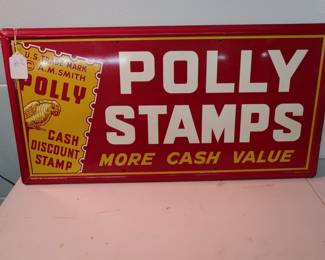 U.S. TRADE MARK
A.M. SMITH
POLLY
CASH
DISCOUNT
STAMP
POLLY
STAMPS
MORE CASH VALUE